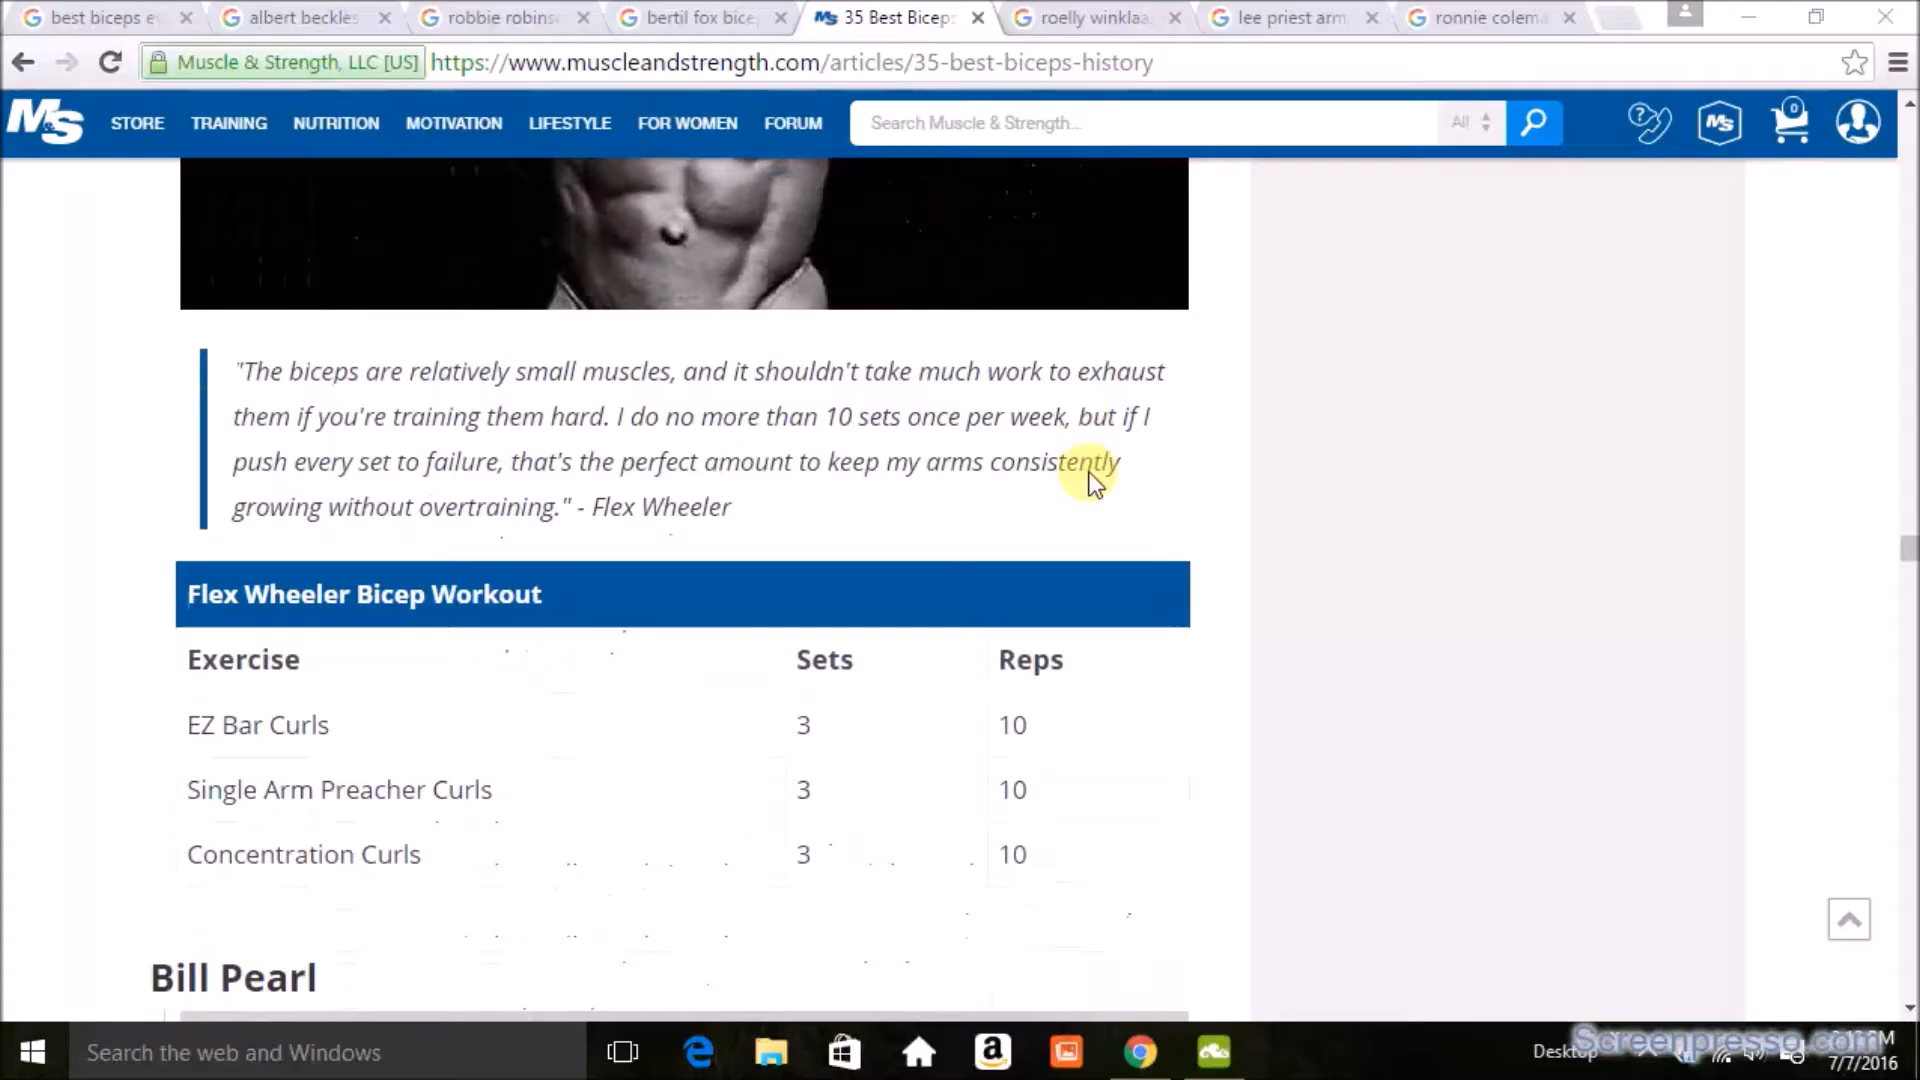 best biceps e
albert beckles
robbie robins
bertil fox bice
35 Best Biceps
roelly winklaa
lee priest arm
ronnie colem
Muscle & Strength, LLC [US] https://www.muscleandstrength.com/articles/35-best-biceps-history
M&S STORE TRAINING NUTRITION MOTIVATION LIFESTYLE FOR WOMEN FORUM Search Muscle & Strength... All MS 0
"The biceps are relatively small muscles, and it shouldn't take much work to exhaust
them if you're training them hard. I do no more than 10 sets once per week, but if I
push every set to failure, that's the perfect amount to keep my arms consistently
growing without overtraining." - Flex Wheeler
Flex Wheeler Bicep Workout
Exercise Sets Reps
EZ Bar Curls 3 10
Single Arm Preacher Curls 3 10
Concentration Curls 3 10
Bill Pearl
Search the web and Windows
Desktop
Screenpresso.com
7/7/2016